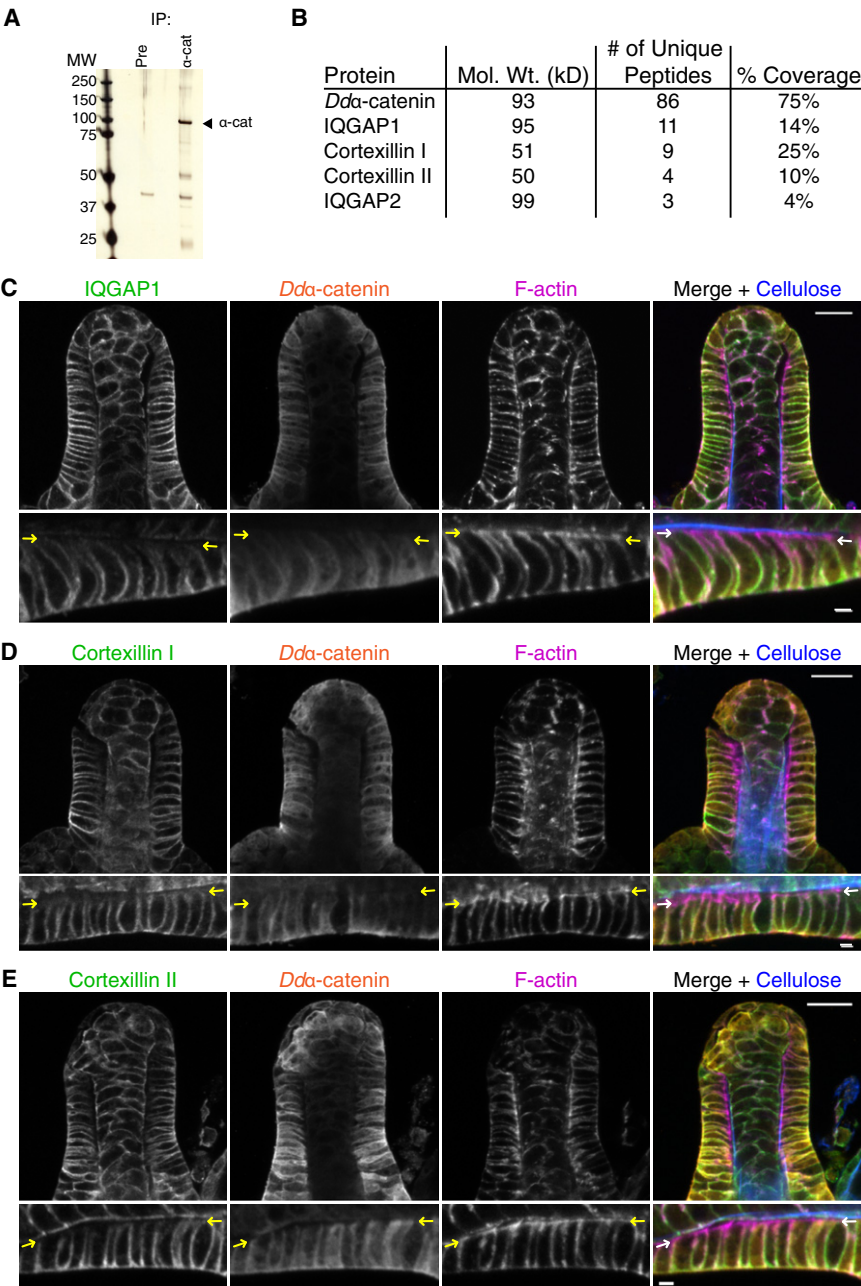 A
IP:
MW
Pre
α-cat
250
150
100
75
50
37
25
α-cat
B
Protein Mol. Wt. (kD) # of Unique Peptides % Coverage
Ddα-catenin 93 86 75%
IQGAP1 95 11 14%
Cortexillin I 51 9 25%
Cortexillin II 50 4 10%
IQGAP2 99 3 4%
C
IQGAP1 Ddα-catenin F-actin Merge + Cellulose
D
Cortexillin I Ddα-catenin F-actin Merge + Cellulose
E
Cortexillin II Ddα-catenin F-actin Merge + Cellulose